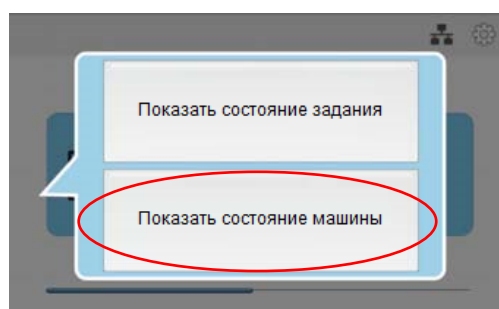 Показать состояние задания
Показать состояние машины